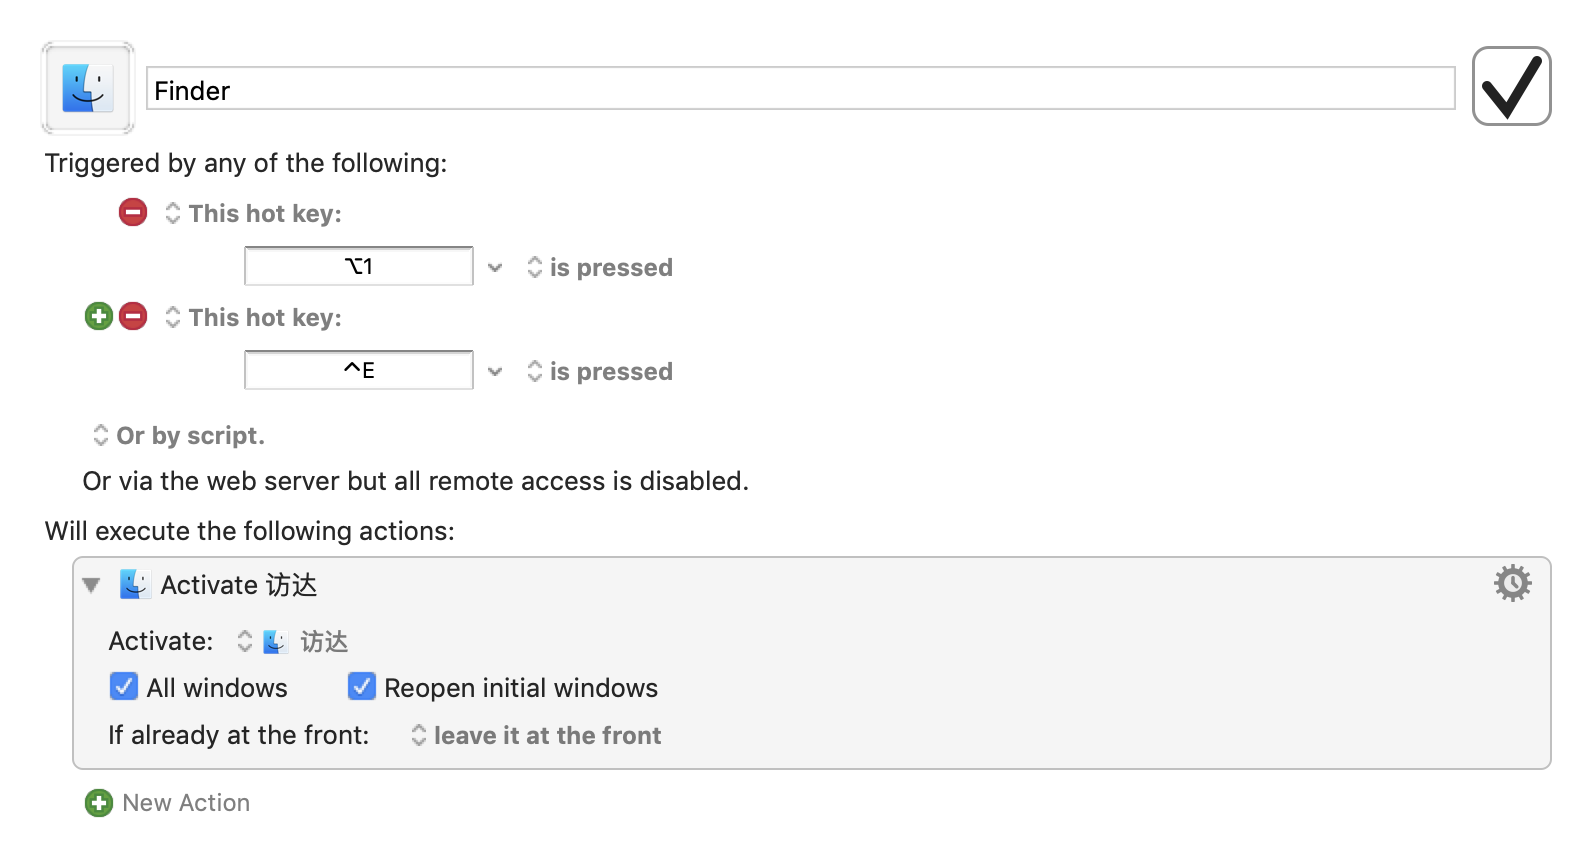 Finder
Triggered by any of the following:
This hot key:
⌥1 is pressed
This hot key:
^E is pressed
Or by script.
Or via the web server but all remote access is disabled.
Will execute the following actions:
Activate 访达
Activate: 访达
All windows Reopen initial windows
If already at the front: leave it at the front
New Action